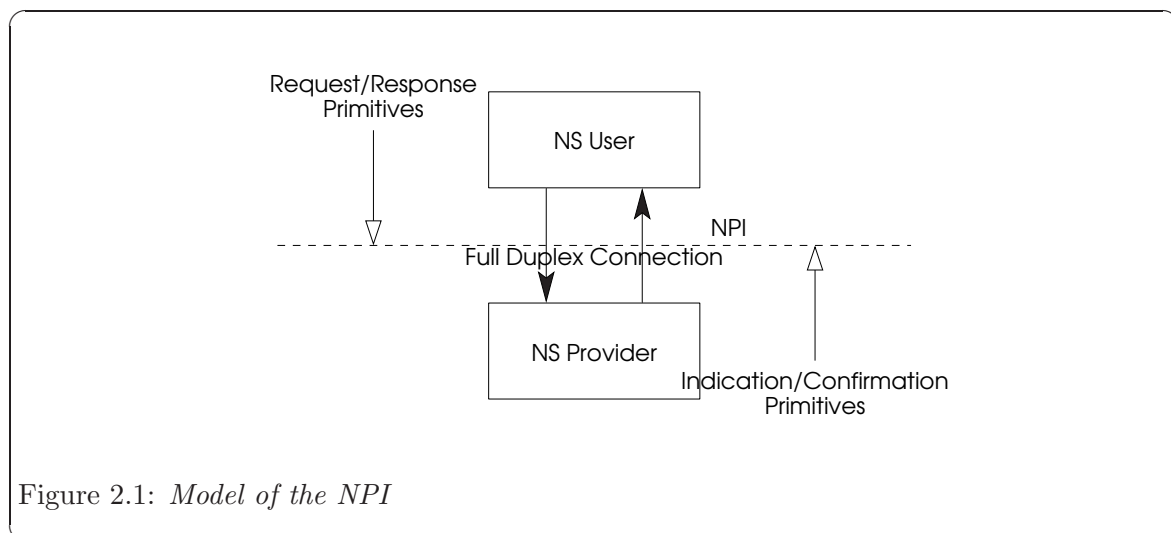 Request/Response
Primitives
NS User
NPI
Full Duplex Connection
NS Provider
Indication/Confirmation
Primitives
Figure 2.1: Model of the NPI